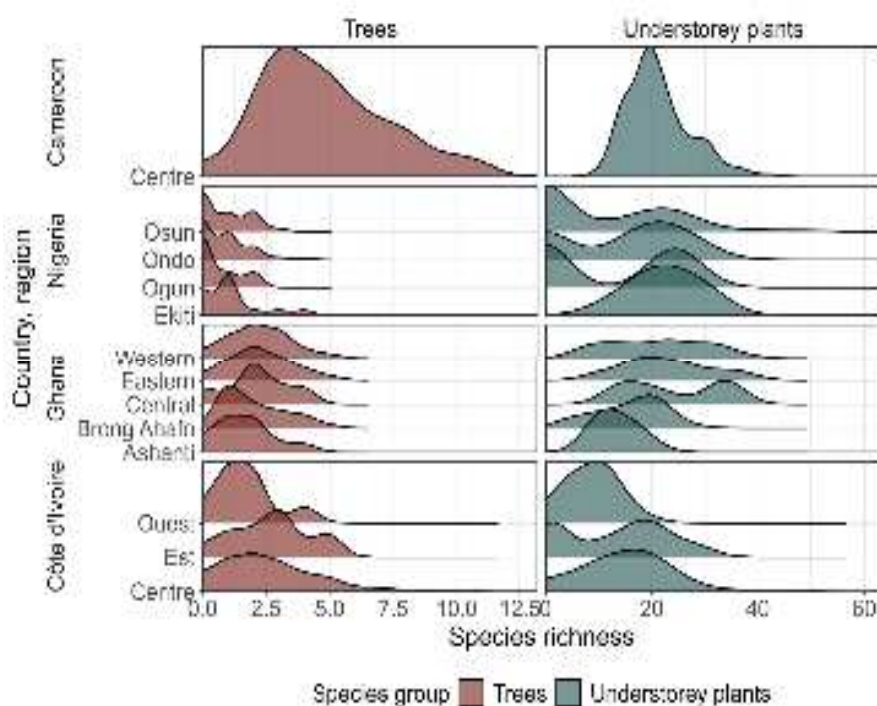 Trees Understorey plants
Country, region
Cameroon
Centre
Nigeria
Osun
Ondo
Ogun
Ekiti
Ghana
Western
Eastern
Central
Brong Ahafo
Ashanti
Côte d'Ivoire
Ouest
Est
Centre
0.0 2.5 5.0 7.5 10.0 12.5 0 20 40 60
Species richness
Species group Trees Understorey plants